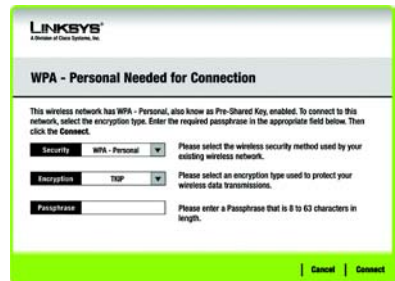 LINKSYS®
A Division of Cisco Systems, Inc.
WPA - Personal Needed for Connection
This wireless network has WPA - Personal, also know as Pre-Shared Key, enabled. To connect to this
network, select the encryption type. Enter the required passphrase in the appropriate field below. Then
click the Connect.
Security WPA - Personal Please select the wireless security method used by your
existing wireless network.
Encryption TKIP Please select an encryption type used to protect your
wireless data transmissions.
Passphrase Please enter a Passphrase that is 8 to 63 characters in
length.
Cancel Connect